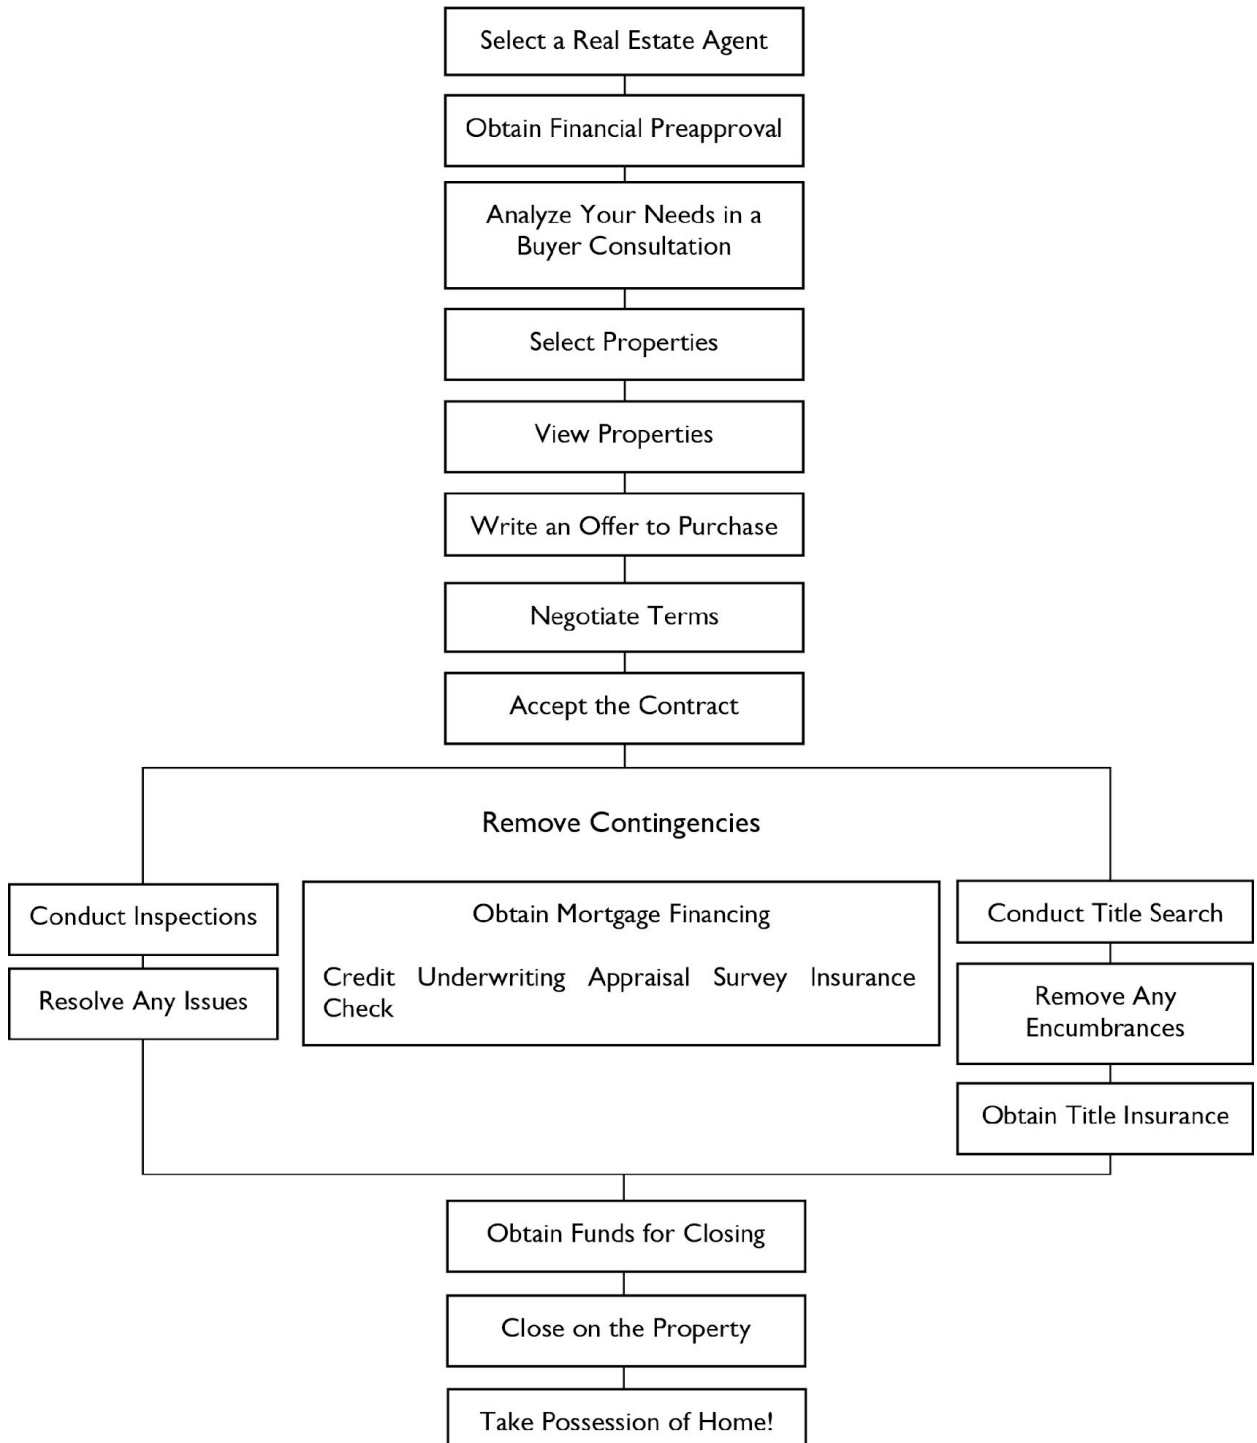 Select a Real Estate Agent
Obtain Financial Preapproval
Analyze Your Needs in a
Buyer Consultation
Select Properties
View Properties
Write an Offer to Purchase
Negotiate Terms
Accept the Contract
Remove Contingencies
Conduct Inspections
Resolve Any Issues
Obtain Mortgage Financing
Credit Underwriting Appraisal Survey Insurance
Check
Conduct Title Search
Remove Any
Encumbrances
Obtain Title Insurance
Obtain Funds for Closing
Close on the Property
Take Possession of Home!